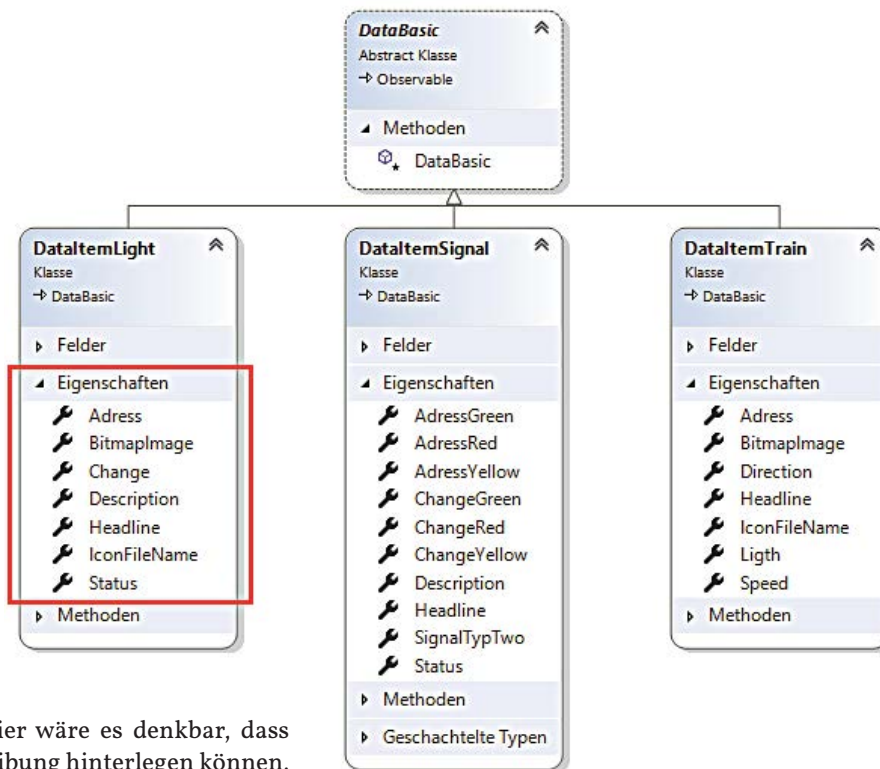 DataBasic
Abstract Klasse
Observable
Methoden
DataBasic
DataItemLight
Klasse
DataBasic
Felder
Eigenschaften
Adress
BitmapImage
Change
Description
Headline
IconFileName
Status
Methoden
DataItemSignal
Klasse
DataBasic
Felder
Eigenschaften
AdressGreen
AdressRed
AdressYellow
ChangeGreen
ChangeRed
ChangeYellow
Description
Headline
SignalTypTwo
Status
Methoden
Geschachtelte Typen
DataItemTrain
Klasse
DataBasic
Felder
Eigenschaften
Adress
BitmapImage
Direction
Headline
IconFileName
Ligth
Speed
Methoden
wäre es denkbar, dass
hinterlegen können.